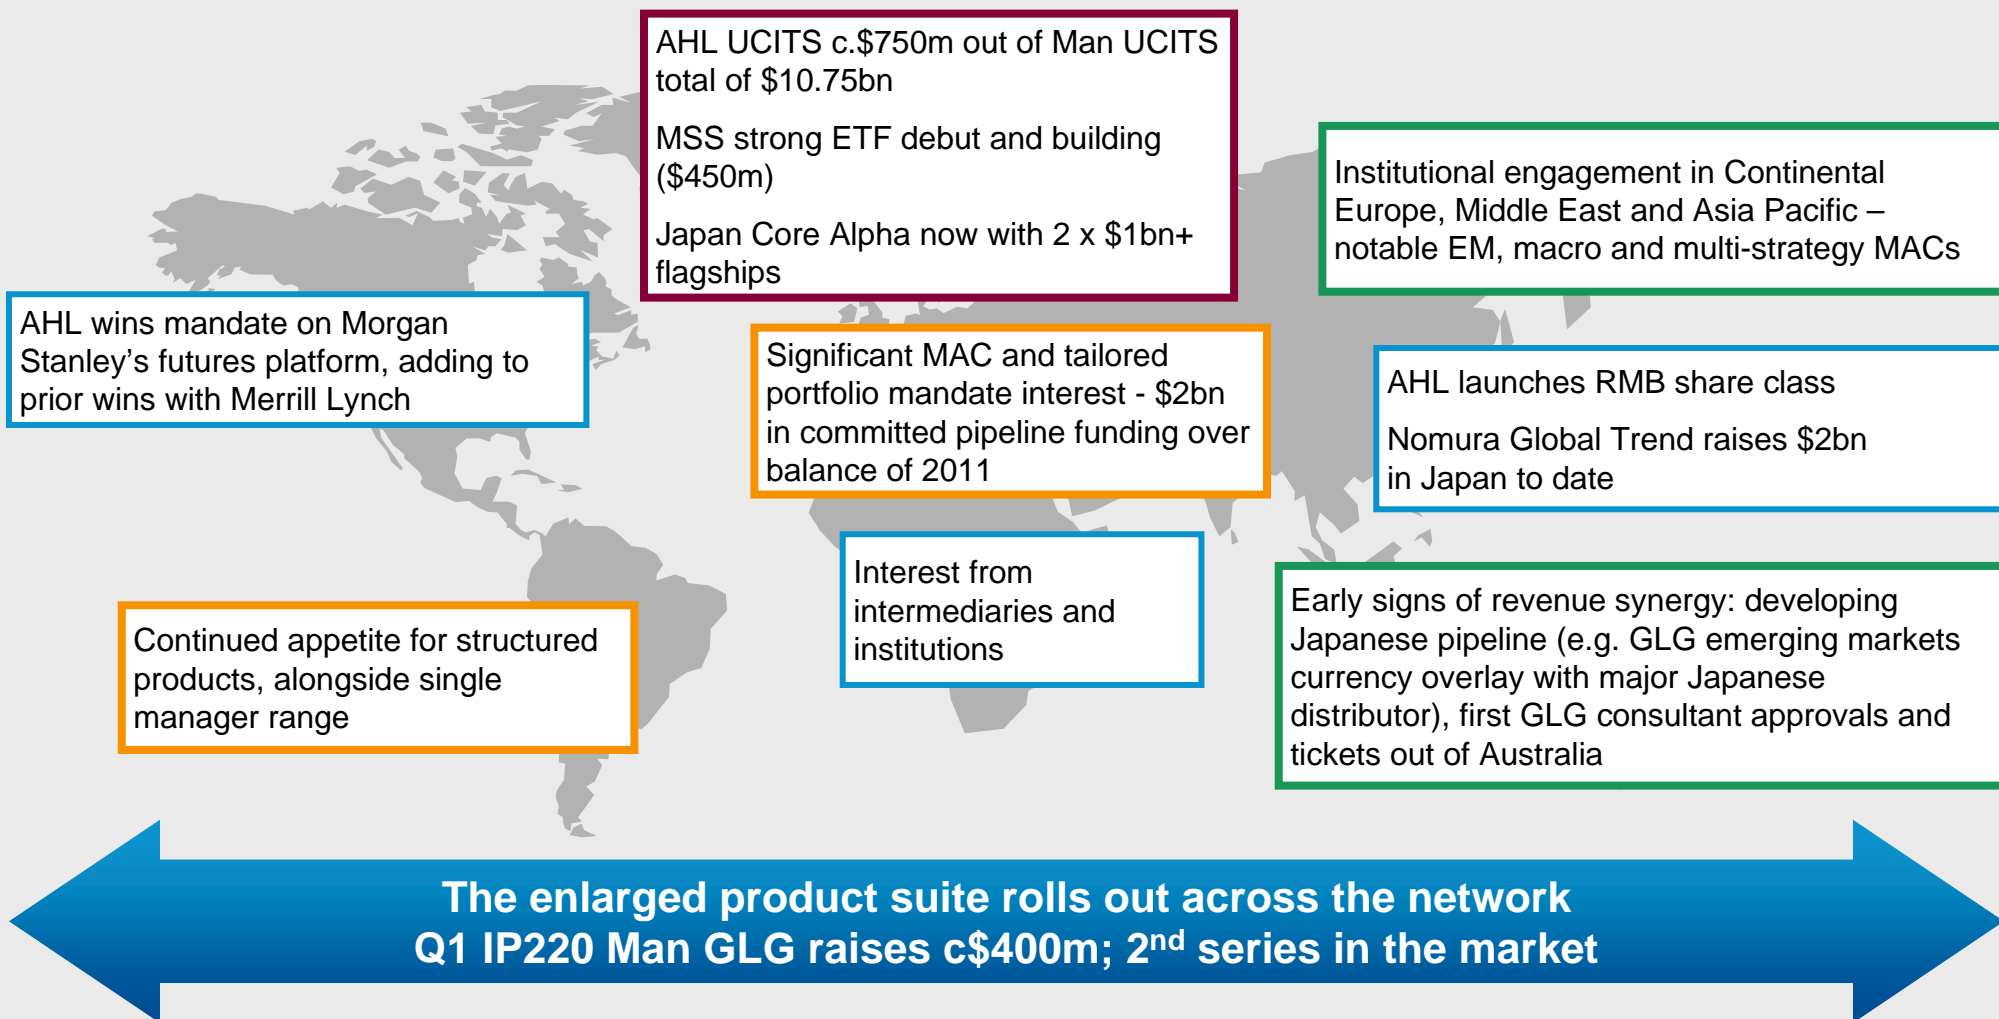 AHL UCITS c.$750m out of Man UCITS
total of $10.75bn
MSS strong ETF debut and building
($450m)
Japan Core Alpha now with 2 x $1bn+
flagships
Institutional engagement in Continental
Europe, Middle East and Asia Pacific –
notable EM, macro and multi-strategy MACs
AHL wins mandate on Morgan
Stanley’s futures platform, adding to
prior wins with Merrill Lynch
Significant MAC and tailored
portfolio mandate interest - $2bn
in committed pipeline funding over
balance of 2011
AHL launches RMB share class
Nomura Global Trend raises $2bn
in Japan to date
Interest from
intermediaries and
institutions
Continued appetite for structured
products, alongside single
manager range
Early signs of revenue synergy: developing
Japanese pipeline (e.g. GLG emerging markets
currency overlay with major Japanese
distributor), first GLG consultant approvals and
tickets out of Australia
The enlarged product suite rolls out across the network
Q1 IP220 Man GLG raises c$400m; 2nd series in the market